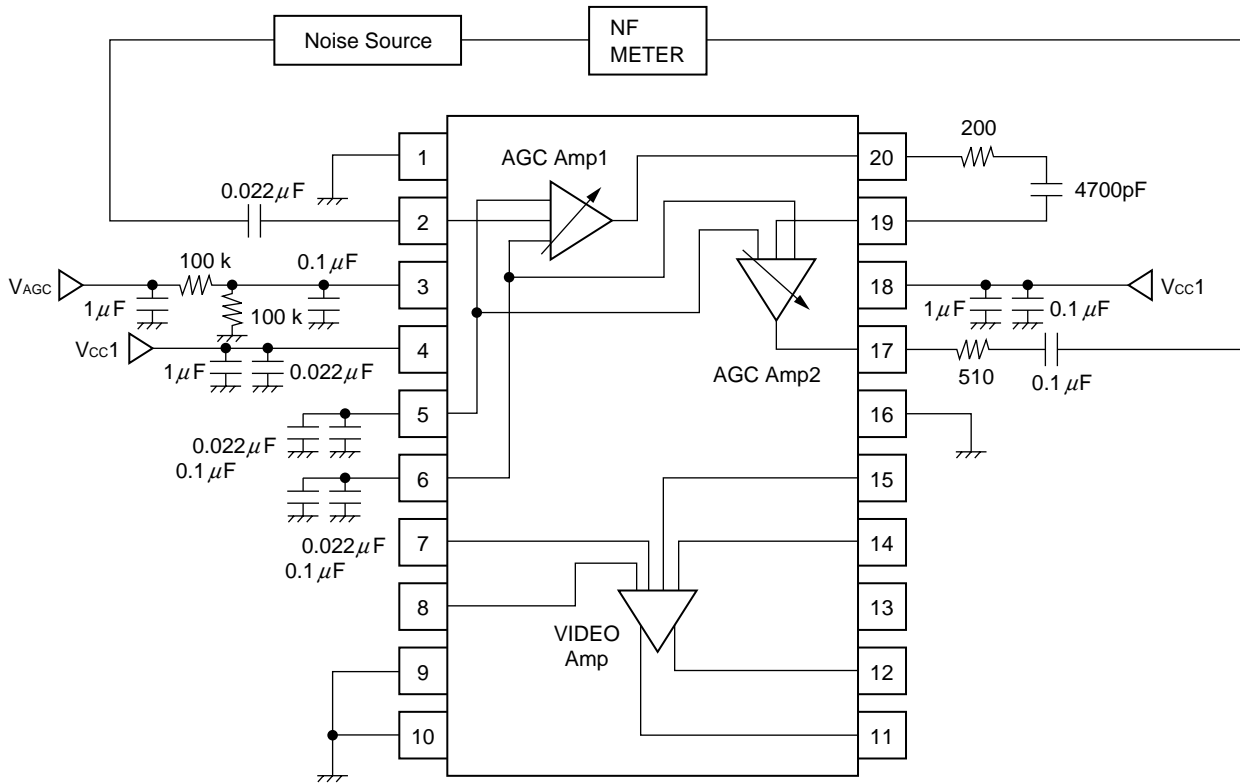 Noise Source
NF
METER
1
2
3
4
5
6
7
8
9
10
20
19
18
17
16
15
14
13
12
11
AGC Amp1
AGC Amp2
VIDEO
Amp
0.022μF
VAGC
100 k
0.1μF
1μF
100 k
VCC1
1μF
0.022μF
0.022μF
0.1μF
0.022μF
0.1μF
200
4700pF
VCC1
1μF
0.1μF
510
0.1μF